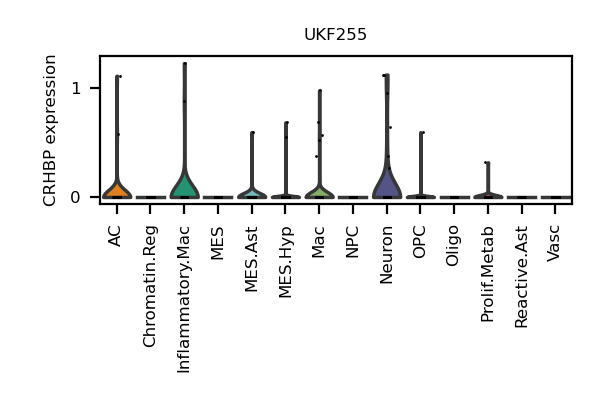 UKF255
CRHBP expression
1
0
AC
Chromatin.Reg
Inflammatory.Mac
MES
MES.Ast
MES.Hyp
Mac
NPC
Neuron
OPC
Oligo
Prolif.Metab
Reactive.Ast
Vasc